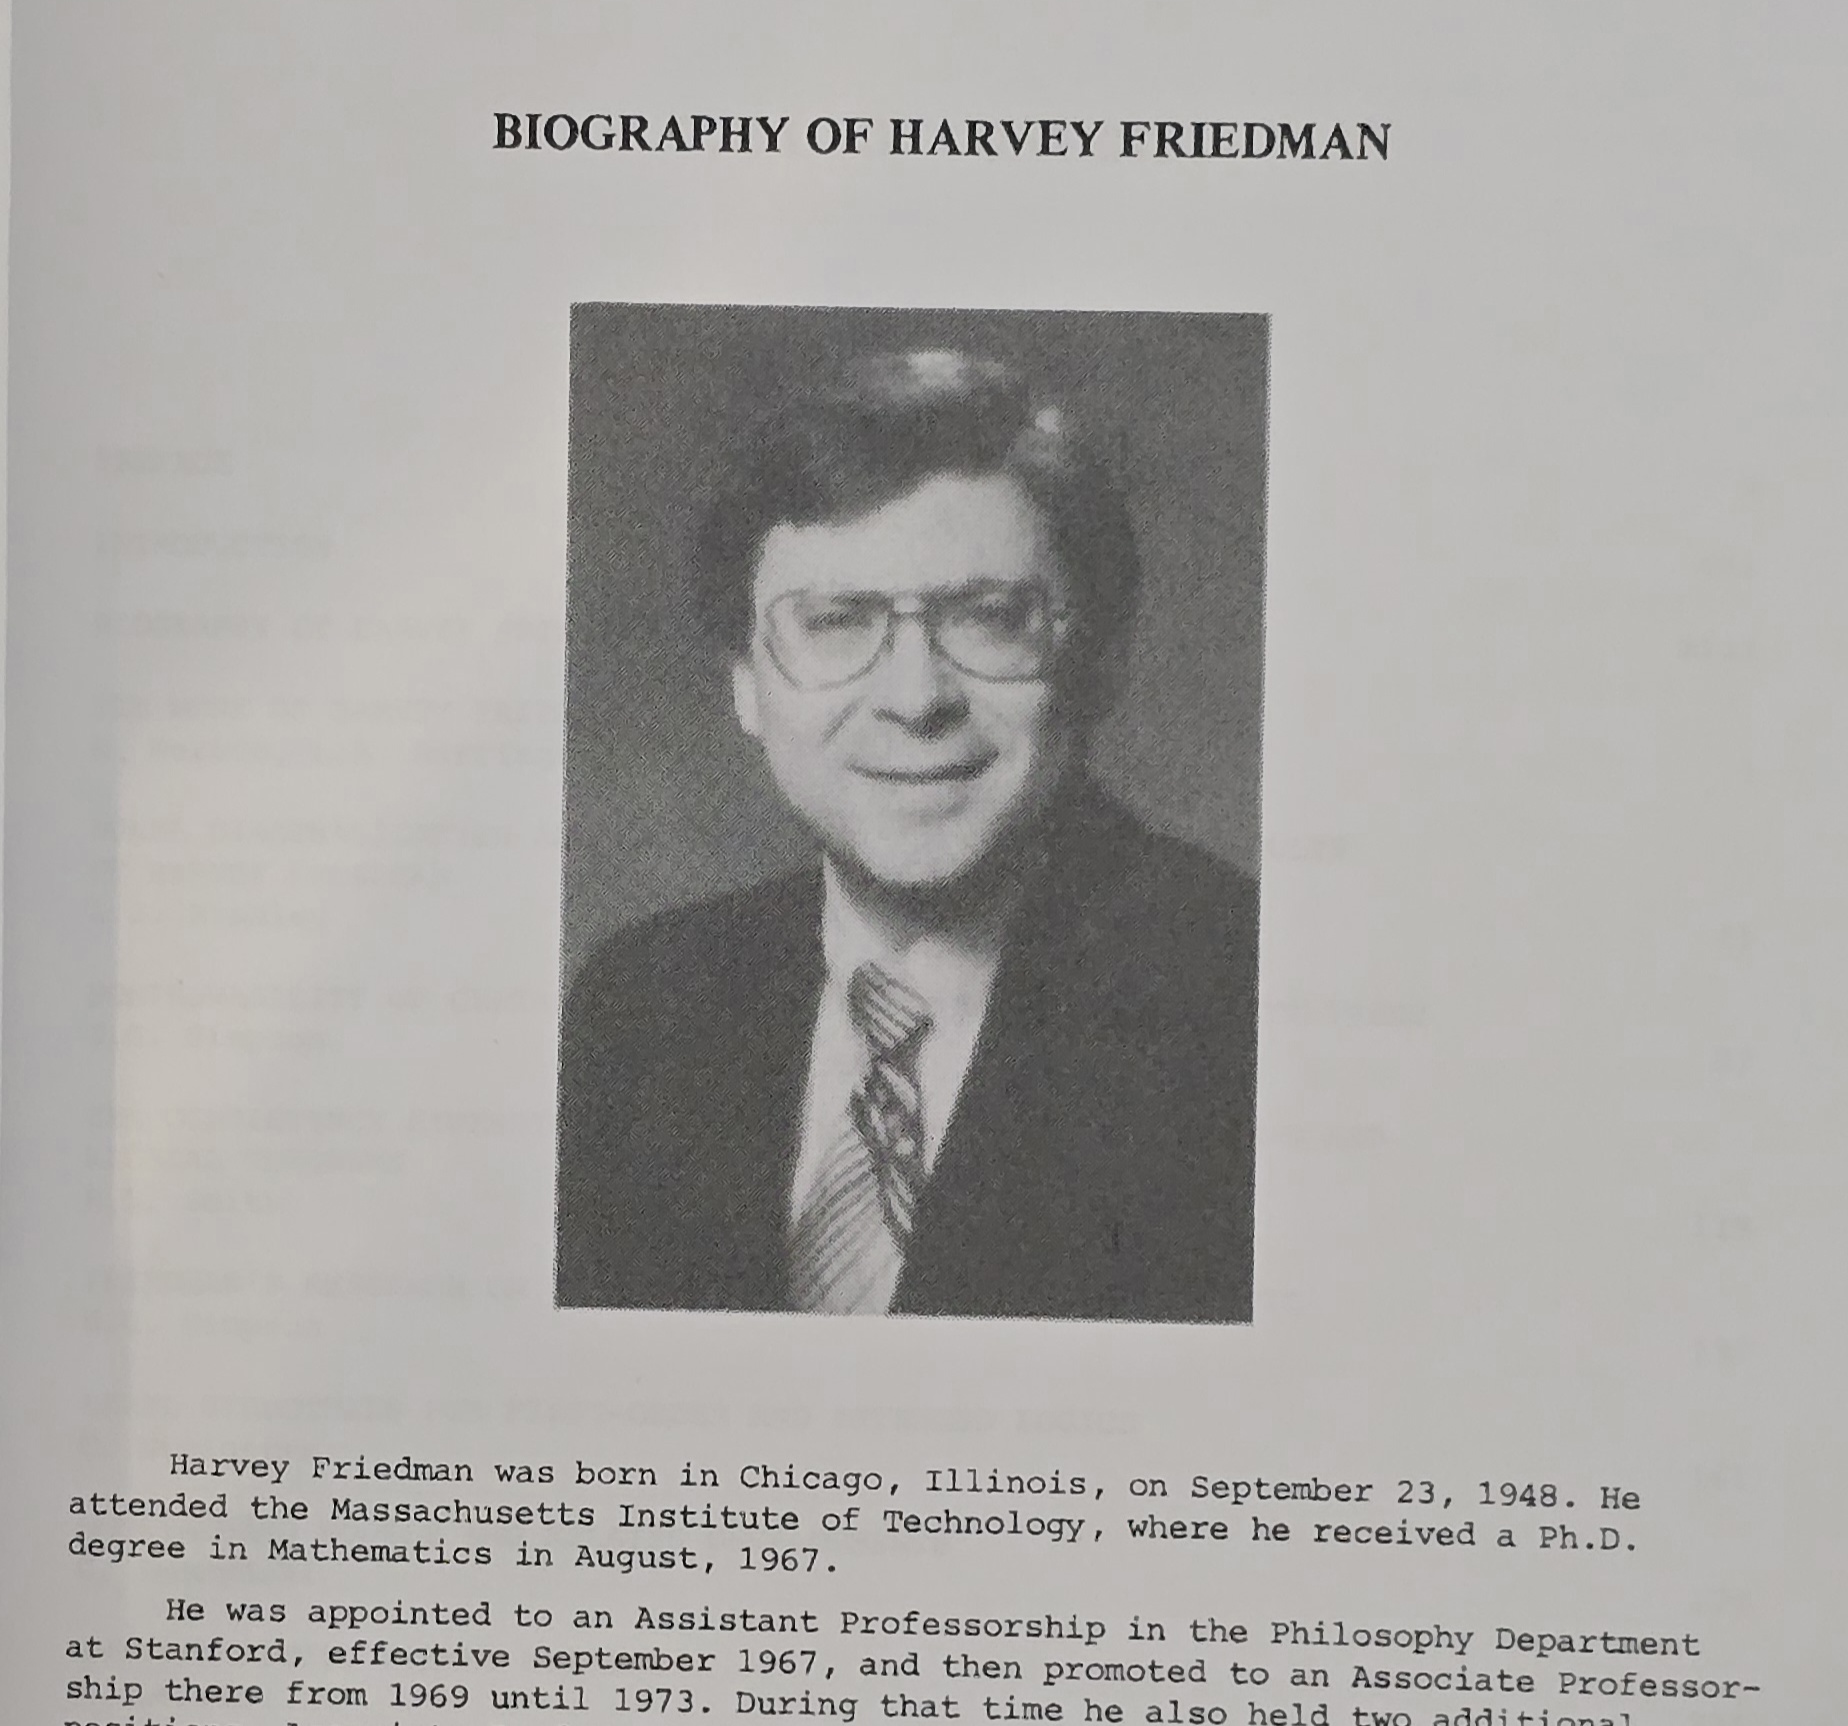 BIOGRAPHY OF HARVEY FRIEDMAN
Harvey Friedman was born in Chicago, Illinois, on September 23, 1948. He
attended the Massachusetts Institute of Technology, where he received a Ph.D.
degree in Mathematics in August, 1967.
He was appointed to an Assistant Professorship in the Philosophy Department
at Stanford, effective September 1967, and then promoted to an Associate Professor-
ship there from 1969 until 1973. During that time he also held two additional